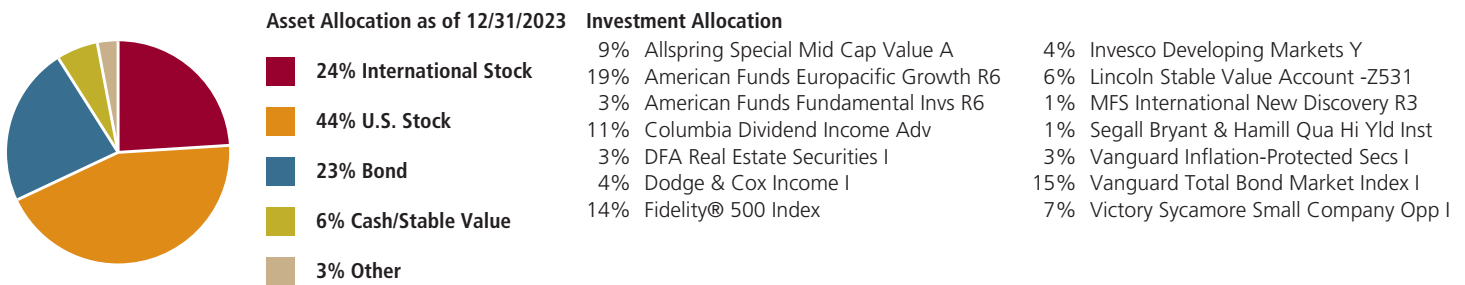 Asset Allocation as of 12/31/2023
24% International Stock
44% U.S. Stock
23% Bond
6% Cash/Stable Value
3% Other
Investment Allocation
9% Allspring Special Mid Cap Value A
19% American Funds Europacific Growth R6
3% American Funds Fundamental Invs R6
11% Columbia Dividend Income Adv
3% DFA Real Estate Securities I
4% Dodge & Cox Income I
14% Fidelity® 500 Index
4% Invesco Developing Markets Y
6% Lincoln Stable Value Account -Z531
1% MFS International New Discovery R3
1% Segall Bryant & Hamill Qua Hi Yld Inst
3% Vanguard Inflation-Protected Secs I
15% Vanguard Total Bond Market Index I
7% Victory Sycamore Small Company Opp I